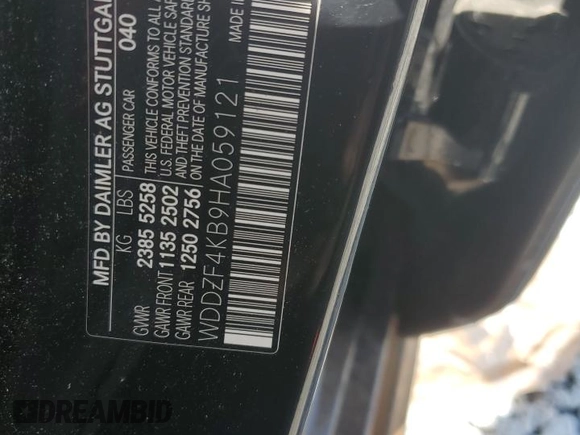 MFD BY DAIMLER AG STUTTGA
040
KG LBS PASSENGER CAR
GVWR 2385 5258 THIS VEHICLE CONFORMS TO A
GAWR FRONT 1135 2502 U.S. FEDERAL MOTOR VEHICLE SAF
GAWR REAR 1250 2756 AND THEFT PREVENTION STANDAR
ON THE DATE OF MANUFACTURE SH
WDDZF4KB9HA059121
DREAMBID